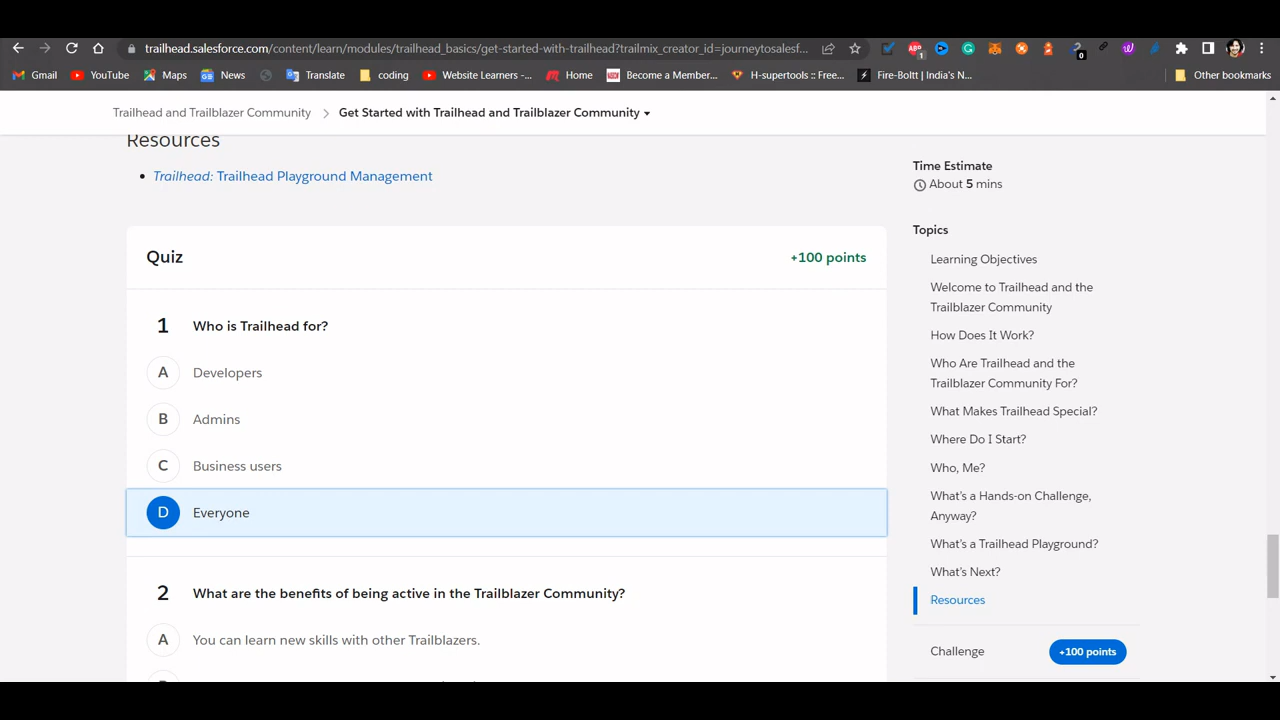 trailhead.salesforce.com/content/learn/modules/trailhead_basics/get-started-with-trailhead?trailmix_creator_id=journeytosalesf...
ABP
1
0
Gmail
YouTube
Maps
News
Translate
coding
Website Learners -...
Home
Become a Member...
H-supertools :: Free...
Fire-Boltt | India's N...
Other bookmarks
Trailhead and Trailblazer Community
Get Started with Trailhead and Trailblazer Community
Resources
• Trailhead: Trailhead Playground Management
Quiz
+100 points
1 Who is Trailhead for?
A Developers
B Admins
C Business users
D Everyone
2 What are the benefits of being active in the Trailblazer Community?
A You can learn new skills with other Trailblazers.
Time Estimate
About 5 mins
Topics
Learning Objectives
Welcome to Trailhead and the
Trailblazer Community
How Does It Work?
Who Are Trailhead and the
Trailblazer Community For?
What Makes Trailhead Special?
Where Do I Start?
Who, Me?
What's a Hands-on Challenge,
Anyway?
What's a Trailhead Playground?
What's Next?
Resources
Challenge
+100 points